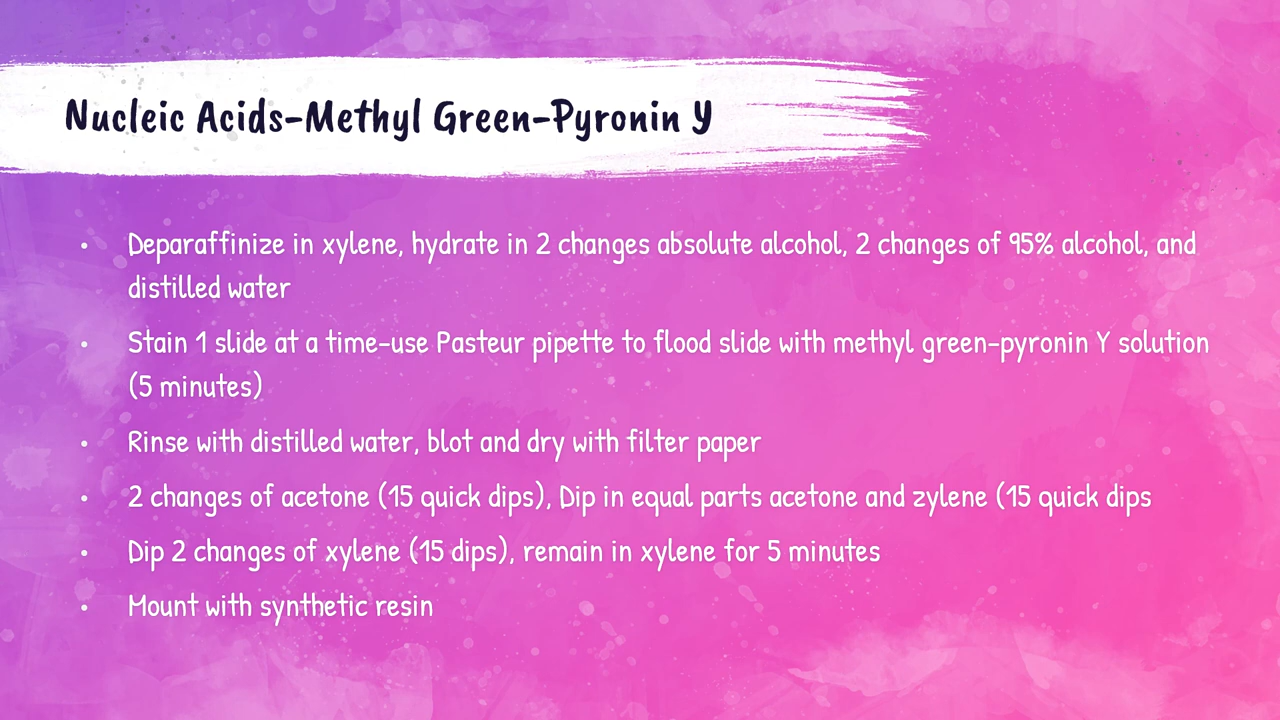 Nucleic Acids-Methyl Green-Pyronin Y
• Deparaffinize in xylene, hydrate in 2 changes absolute alcohol, 2 changes of 95% alcohol, and
distilled water
• Stain 1 slide at a time-use Pasteur pipette to flood slide with methyl green-pyronin Y solution
(5 minutes)
• Rinse with distilled water, blot and dry with filter paper
• 2 changes of acetone (15 quick dips), Dip in equal parts acetone and zylene (15 quick dips
• Dip 2 changes of xylene (15 dips), remain in xylene for 5 minutes
• Mount with synthetic resin